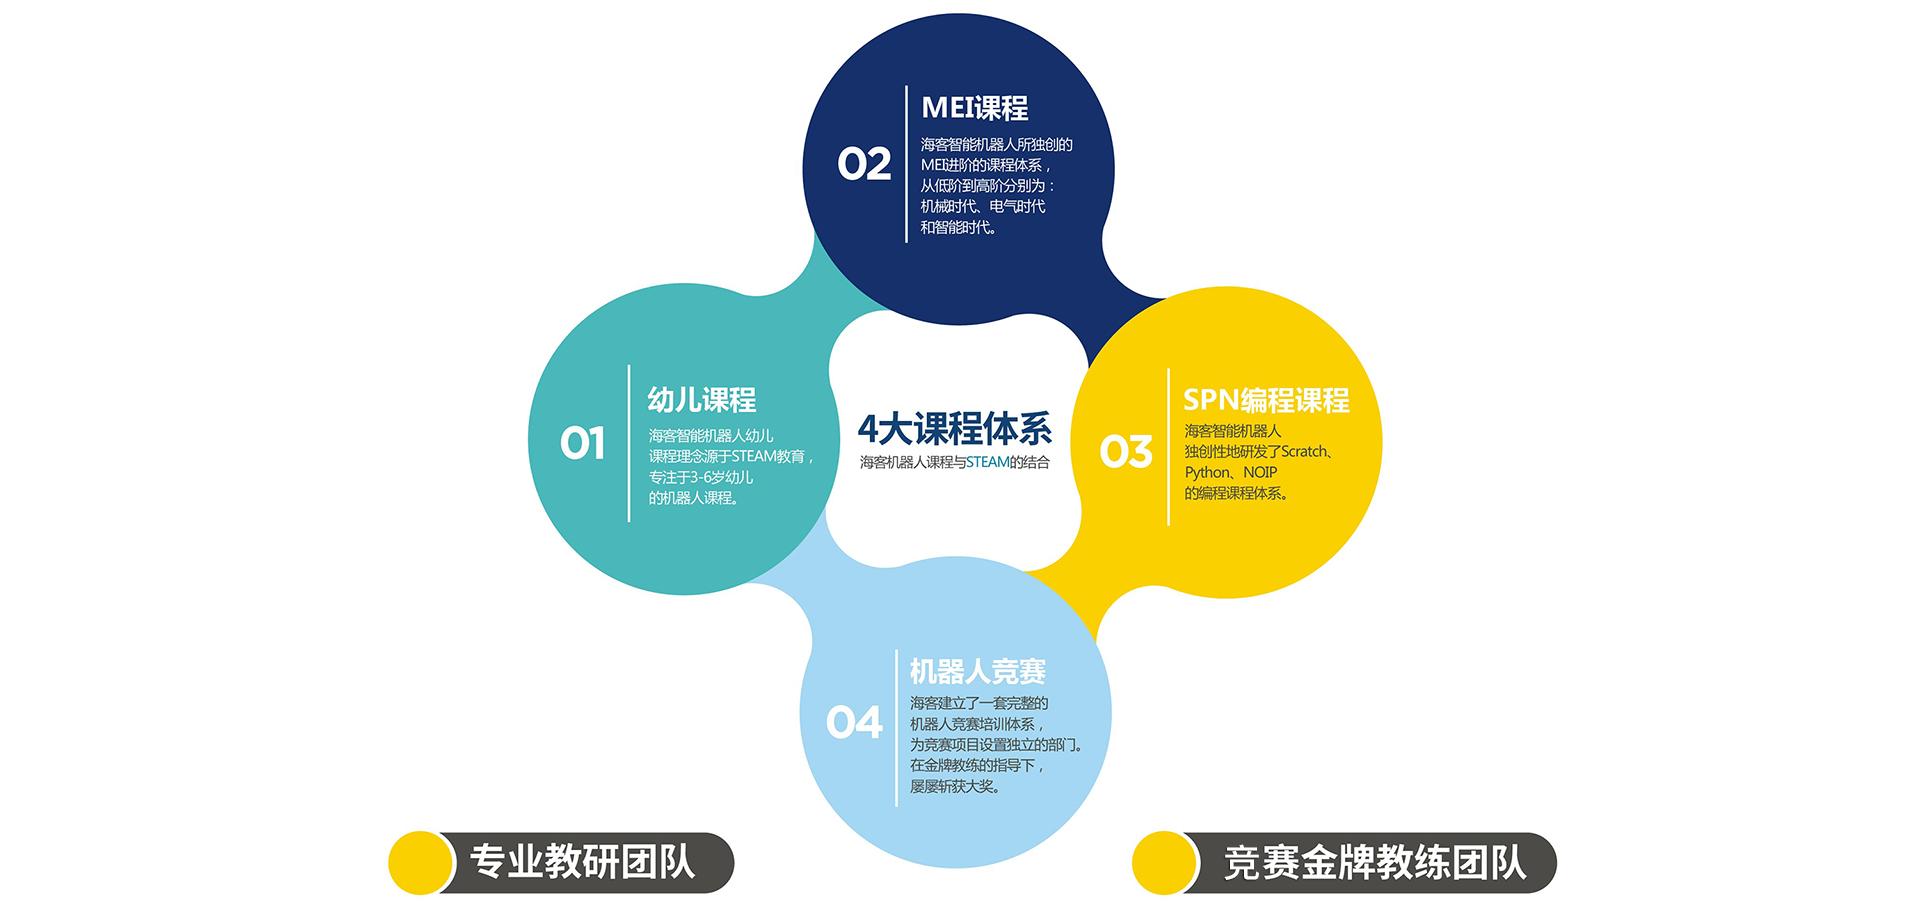 02
MEI课程
海客智能机器人所独创的
MEI进阶的课程体系，
从低阶到高阶分别为：
机械时代、电气时代
和智能时代。
01
幼儿课程
海客智能机器人幼儿
课程理念源于STEAM教育，
专注于3-6岁幼儿
的机器人课程。
4大课程体系
海客机器人课程与STEAM的结合
03
SPN编程课程
海客智能机器人
独创性地研发了Scratch、
Python、NOIP
的编程课程体系。
04
机器人竞赛
海客建立了一套完整的
机器人竞赛培训体系，
为竞赛项目设置独立的部门。
在金牌教练的指导下，
屡屡斩获大奖。
专业教研团队
竞赛金牌教练团队